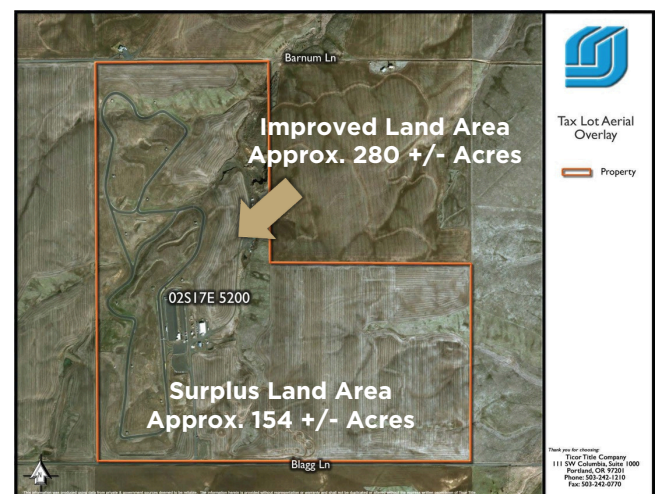 Barnum Ln
Improved Land Area
Approx. 280 +/- Acres
02S17E 5200
Surplus Land Area
Approx. 154 +/- Acres
Blagg Ln
Tax Lot Aerial
Overlay
Property
Thank you for choosing:
Ticor Title Company
111 SW Columbia, Suite 1000
Portland, OR 97201
Phone: 503-242-1210
Fax: 503-242-0770